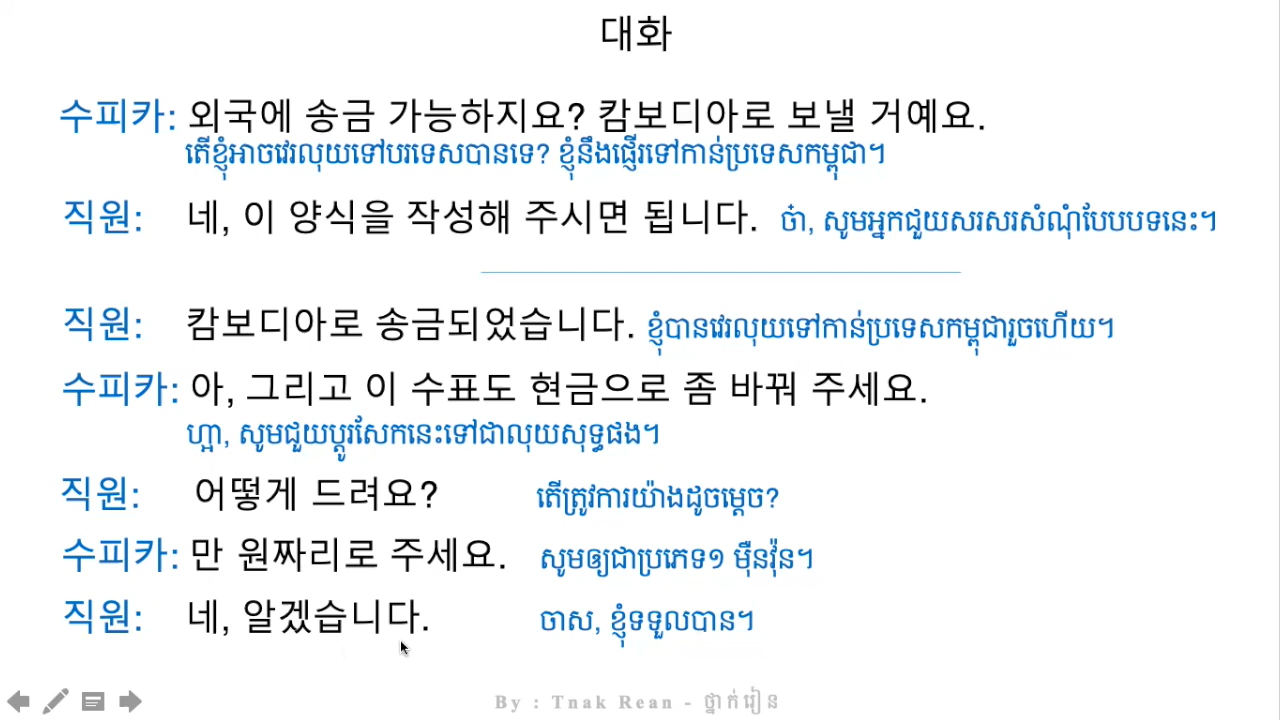 대화
수피카: 외국에 송금 가능하지요? 캄보디아로 보낼 거예요.
តើខ្ញុំអាចវេរលុយទៅបរទេសបានទេ? ខ្ញុំនឹងផ្ញើរទៅកាន់ប្រទេសកម្ពុជា។
직원: 네, 이 양식을 작성해 주시면 됩니다. ច៎ា, សូមអ្នកជួយសរសរសំណុំបែបបទនេះ។
직원: 캄보디아로 송금되었습니다. ខ្ញុំបានវេរលុយទៅកាន់ប្រទេសកម្ពុជារួចហើយ។
수피카: 아, 그리고 이 수표도 현금으로 좀 바꿔 주세요.
ហ្អា, សូមជួយប្តូរសែកនេះទៅជាលុយសុទ្ធផង។
직원: 어떻게 드려요? តើត្រូវការយ៉ាងដូចម្តេច?
수피카: 만 원짜리로 주세요. សូមឲ្យជាប្រភេទ១ ម៉ឺនវ៉ុន។
직원: 네, 알겠습니다. ចាស, ខ្ញុំទទួលបាន។
By : Tnak Rean - ថ្នាក់រៀន